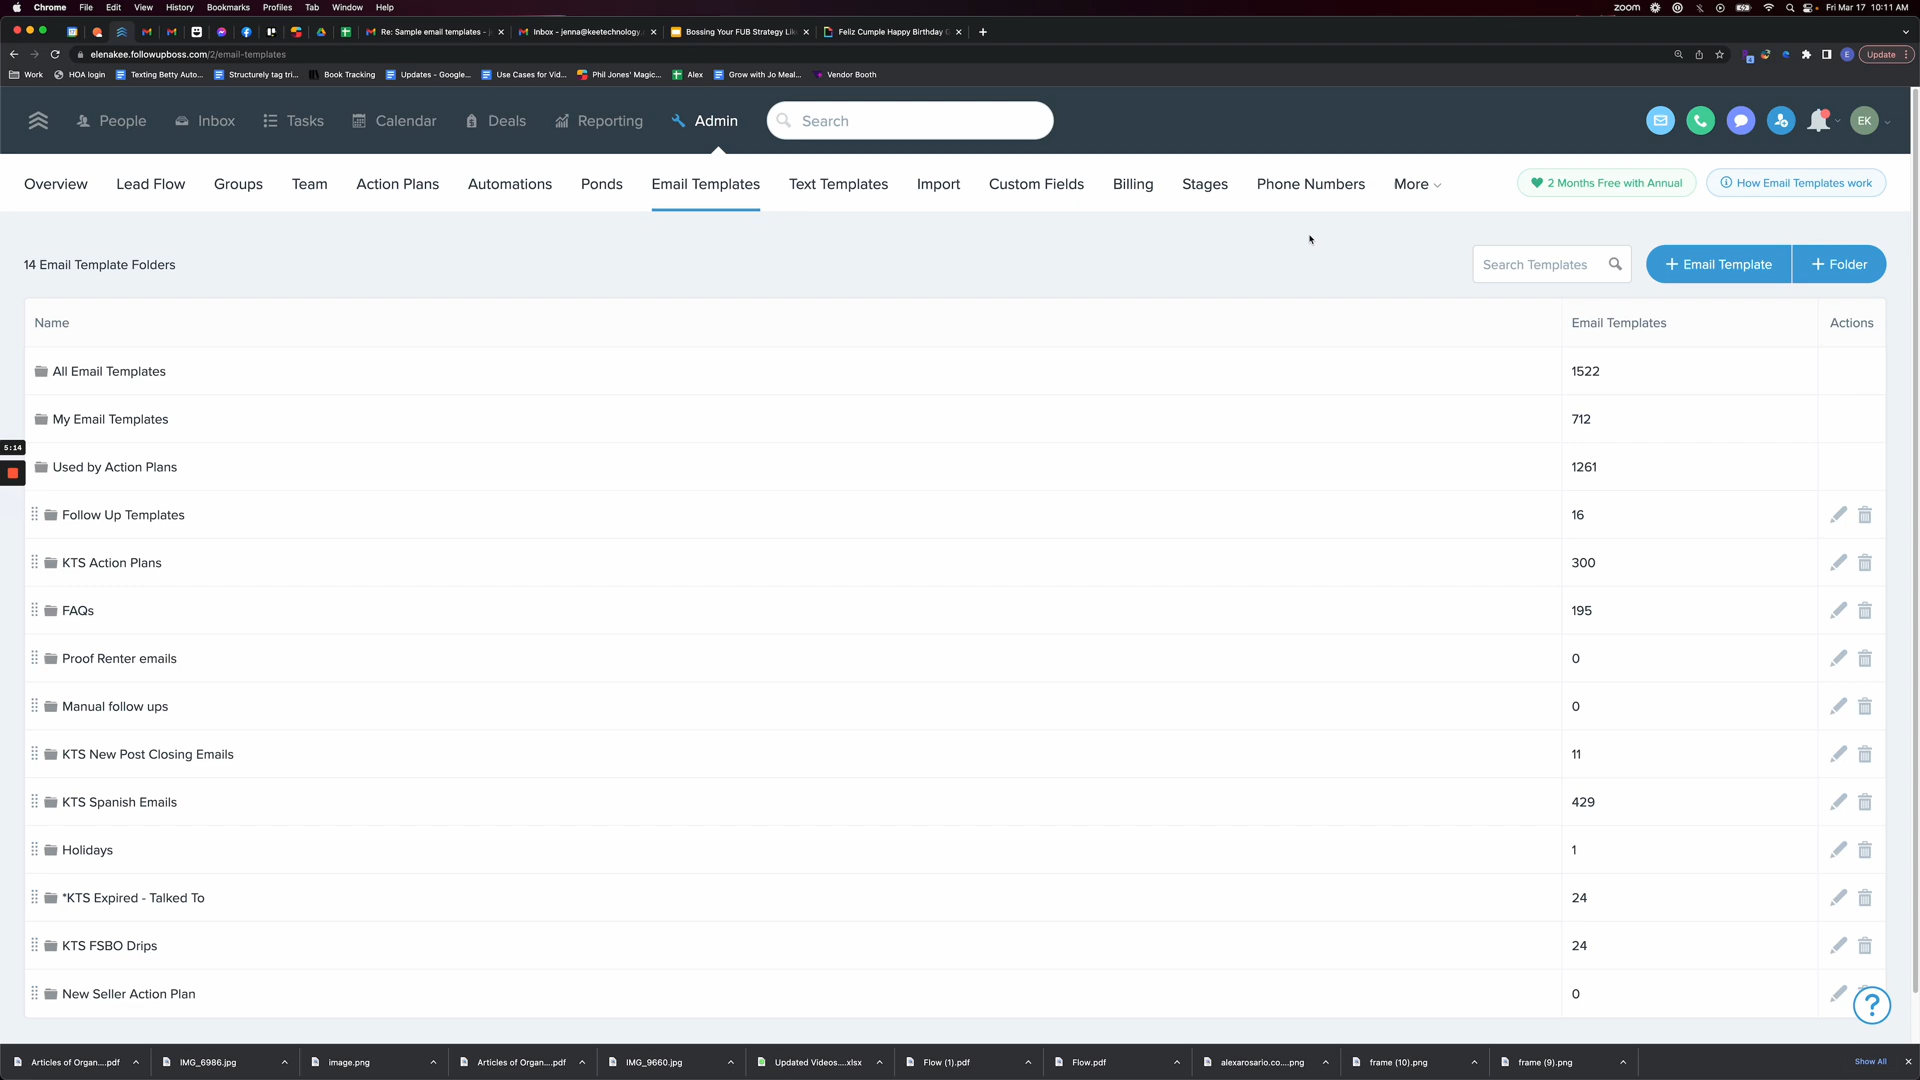 Chrome File Edit View History Bookmarks Profiles Tab Window Help zoom Fri Mar 17 10:11 AM
Re: Sample email templates - j Inbox - jenna@keetechnology. Bossing Your FUB Strategy Lik Feliz Cumple Happy Birthday C
elenakee.followupboss.com/2/email-templates Update
Work HOA login Texting Betty Auto... Structurely tag tri... Book Tracking Updates - Google... Use Cases for Vid... Phil Jones' Magic... Alex Grow with Jo Meal... Vendor Booth
People Inbox Tasks Calendar Deals Reporting Admin Search EK
Overview Lead Flow Groups Team Action Plans Automations Ponds Email Templates Text Templates Import Custom Fields Billing Stages Phone Numbers More 2 Months Free with Annual How Email Templates work
14 Email Template Folders Search Templates + Email Template + Folder
Name Email Templates Actions
All Email Templates 1522
My Email Templates 712
5:14
Used by Action Plans 1261
Follow Up Templates 16
KTS Action Plans 300
FAQs 195
Proof Renter emails 0
Manual follow ups 0
KTS New Post Closing Emails 11
KTS Spanish Emails 429
Holidays 1
*KTS Expired - Talked To 24
KTS FSBO Drips 24
New Seller Action Plan 0
?
Articles of Organ....pdf IMG_6986.jpg image.png Articles of Organ....pdf IMG_9660.jpg Updated Videos....xlsx Flow (1).pdf Flow.pdf alexarosario.co....png frame (10).png frame (9).png Show All